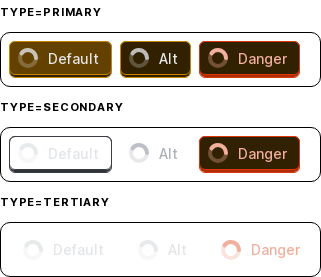 TYPE=PRIMARY
Default Alt Danger
TYPE=SECONDARY
Default Alt Danger
TYPE=TERTIARY
Default Alt Danger